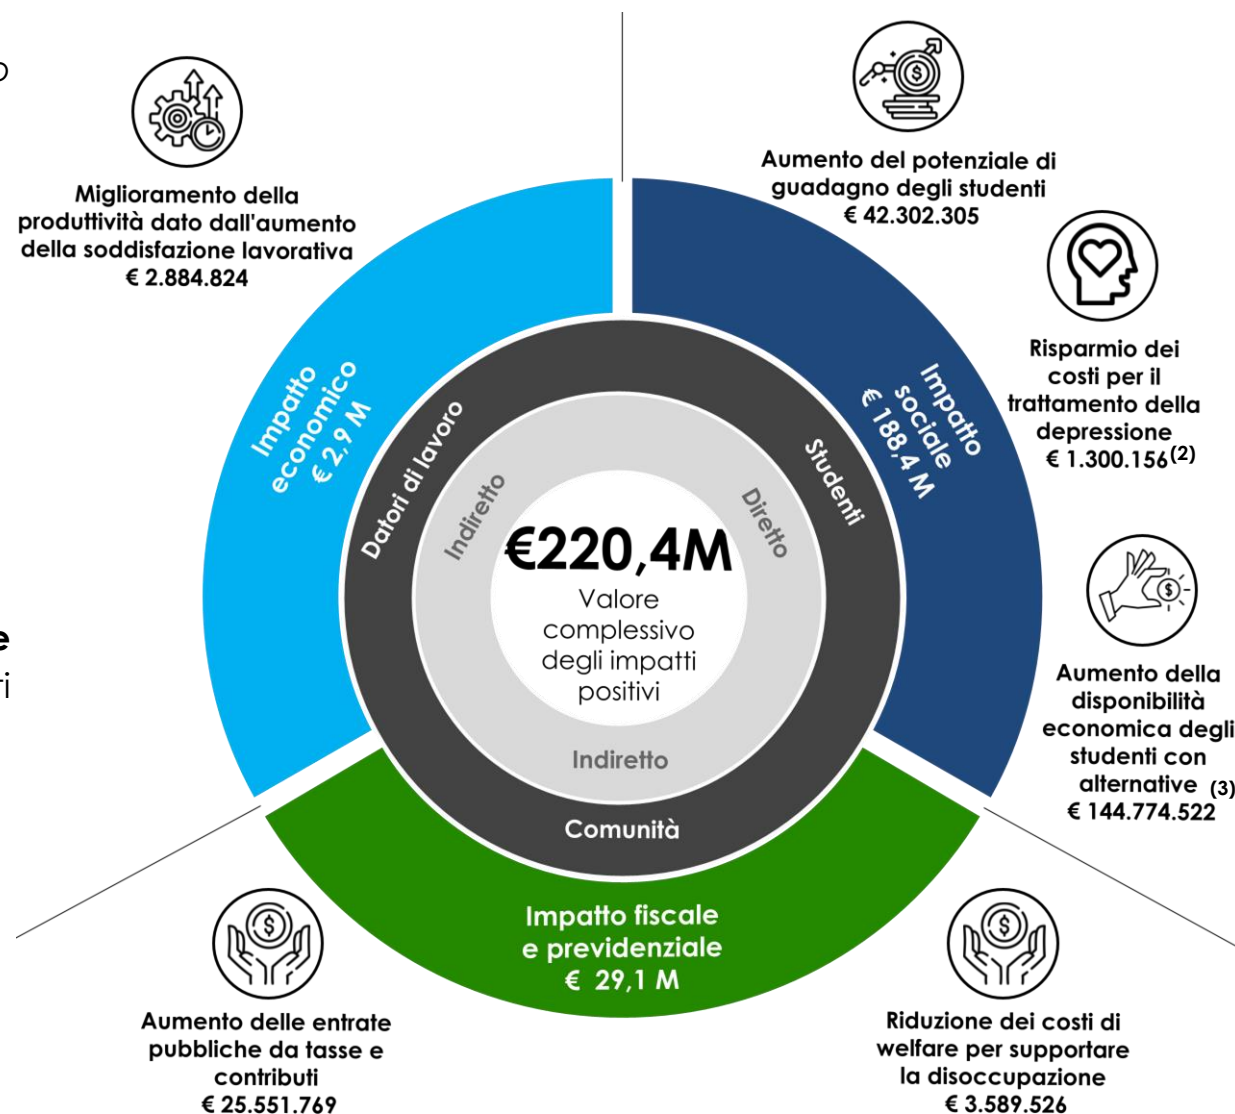 o
Miglioramento della
produttività dato dall'aumento
della soddisfazione lavorativa
€ 2.884.824
Aumento del potenziale di
guadagno degli studenti
€ 42.302.305
Risparmio dei
costi per il
trattamento della
depressione
€ 1.300.156(2)
Aumento della
disponibilità
economica degli
studenti con
alternative (3)
€ 144.774.522
Impatto
economico
€ 2,9 M
Impatto
sociale
€ 188,4 M
Datori di lavoro
Studenti
Indiretto
Diretto
€220,4M
Valore
complessivo
degli impatti
positivi
e
ti
Indiretto
Comunità
Impatto fiscale
e previdenziale
€ 29,1 M
Aumento delle entrate
pubbliche da tasse e
contributi
€ 25.551.769
Riduzione dei costi di
welfare per supportare
la disoccupazione
€ 3.589.526